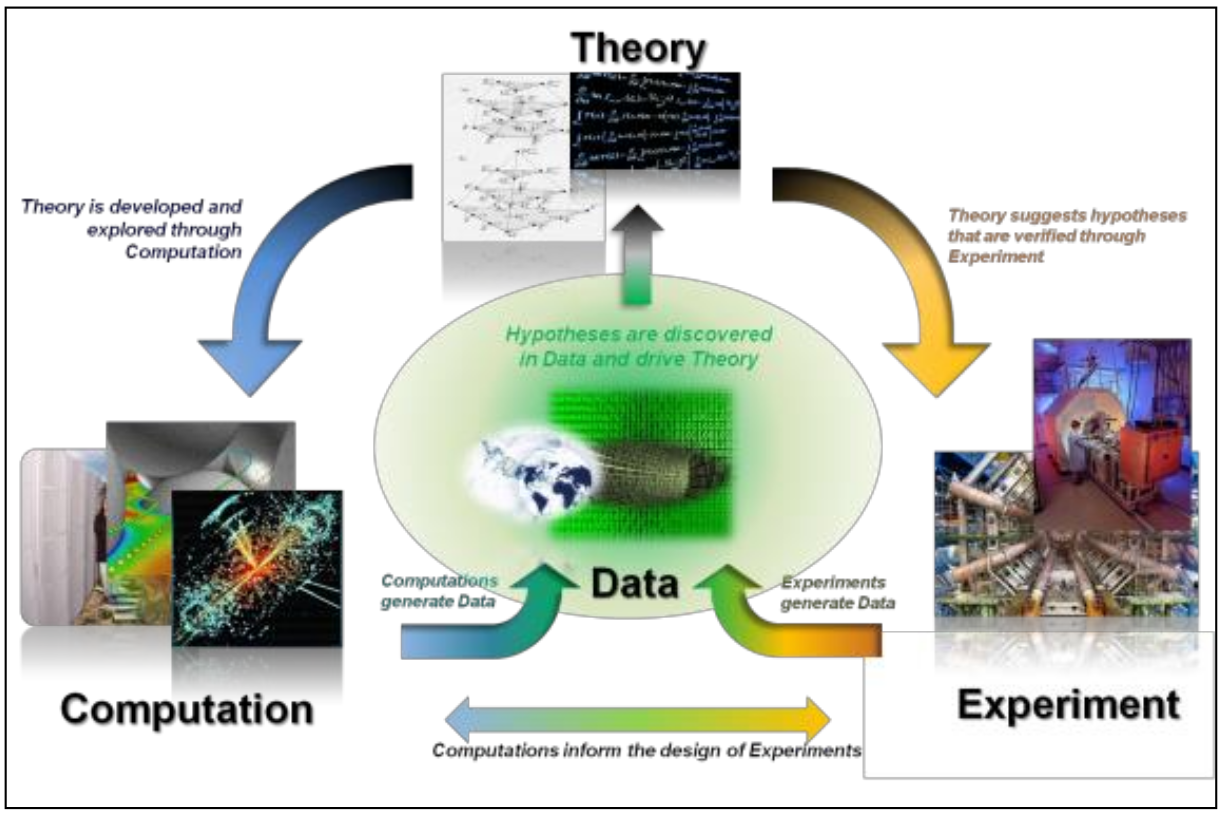 Theory
Theory is developed and
explored through
Computation
Theory suggests hypotheses
that are verified through
Experiment
Hypotheses are discovered
in Data and drive Theory
Computations
generate Data
Data
Experiments
generate Data
Computation
Experiment
Computations inform the design of Experiments